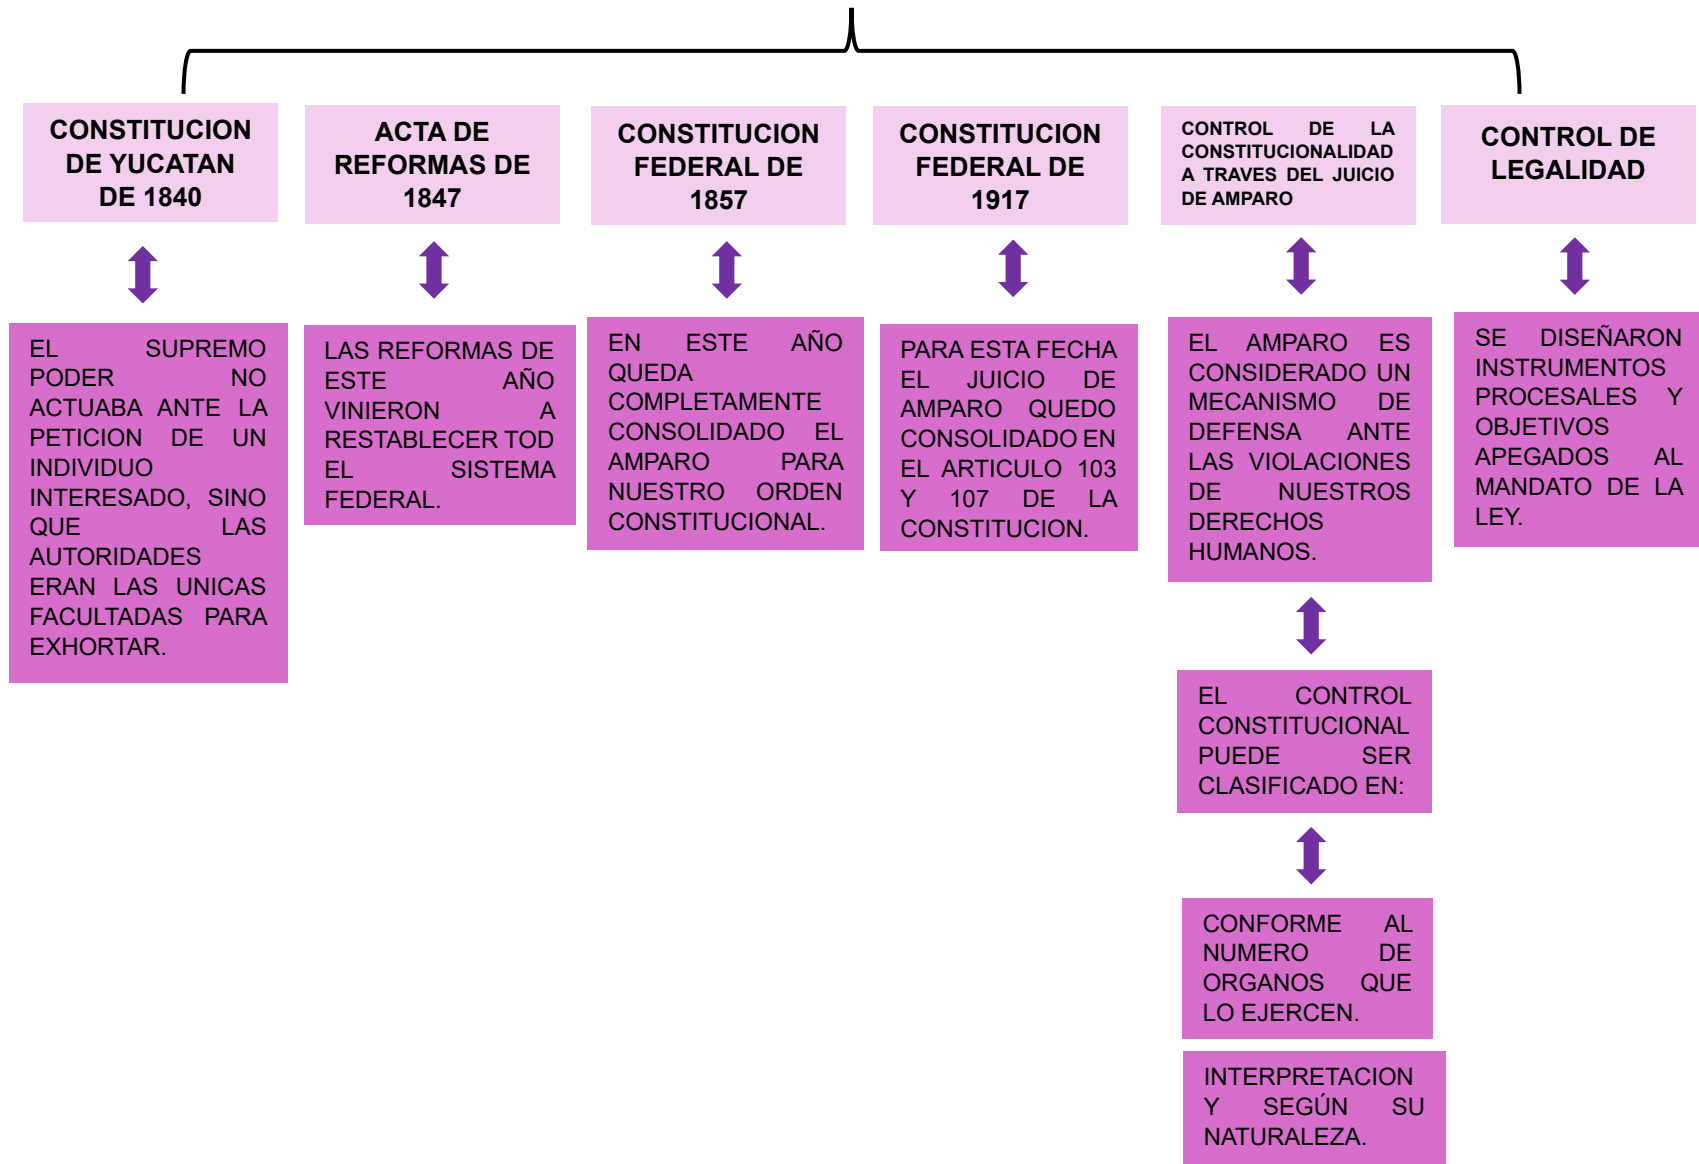 CONSTITUCION
DE YUCATAN
DE 1840
ACTA DE
REFORMAS DE
1847
CONSTITUCION
FEDERAL DE
1857
CONSTITUCION
FEDERAL DE
1917
CONTROL DE LA
CONSTITUCIONALIDAD
A TRAVES DEL JUICIO
DE AMPARO
CONTROL DE
LEGALIDAD
EL SUPREMO
PODER NO
ACTUABA ANTE LA
PETICION DE UN
INDIVIDUO
INTERESADO, SINO
QUE LAS
AUTORIDADES
ERAN LAS UNICAS
FACULTADAS PARA
EXHORTAR.
LAS REFORMAS DE
ESTE AÑO
VINIERON A
RESTABLECER TOD
EL SISTEMA
FEDERAL.
EN ESTE AÑO
QUEDA
COMPLETAMENTE
CONSOLIDADO EL
AMPARO PARA
NUESTRO ORDEN
CONSTITUCIONAL.
PARA ESTA FECHA
EL JUICIO DE
AMPARO QUEDO
CONSOLIDADO EN
EL ARTICULO 103
Y 107 DE LA
CONSTITUCION.
EL AMPARO ES
CONSIDERADO UN
MECANISMO DE
DEFENSA ANTE
LAS VIOLACIONES
DE NUESTROS
DERECHOS
HUMANOS.
SE DISEÑARON
INSTRUMENTOS
PROCESALES Y
OBJETIVOS
APEGADOS AL
MANDATO DE LA
LEY.
EL CONTROL
CONSTITUCIONAL
PUEDE SER
CLASIFICADO EN:
CONFORME AL
NUMERO DE
ORGANOS QUE
LO EJERCEN.
INTERPRETACION
Y SEGÚN SU
NATURALEZA.